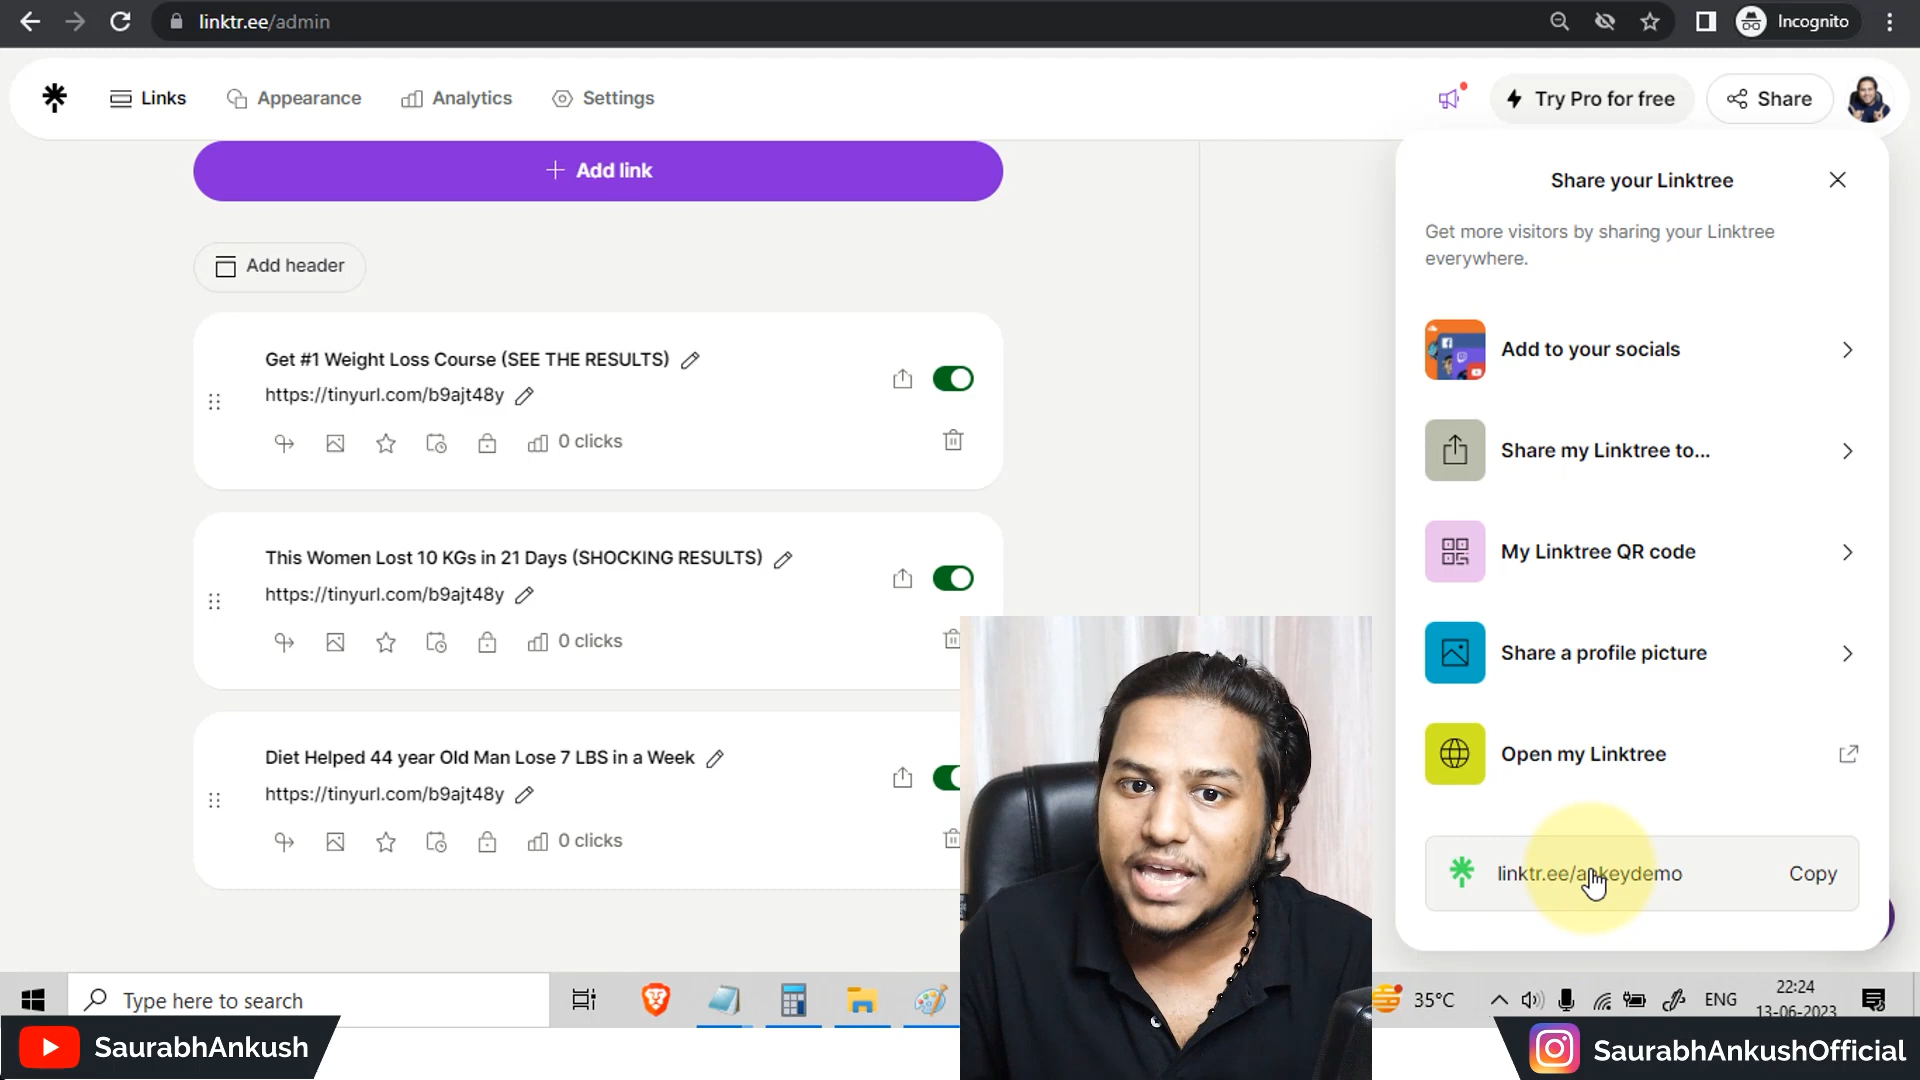 linktr.ee/admin
Incognito
Links
Appearance
Analytics
Settings
Try Pro for free
Share
+ Add link
Add header
Get #1 Weight Loss Course (SEE THE RESULTS)
https://tinyurl.com/b9ajt48y
0 clicks
This Women Lost 10 KGs in 21 Days (SHOCKING RESULTS)
https://tinyurl.com/b9ajt48y
0 clicks
Diet Helped 44 year Old Man Lose 7 LBS in a Week
https://tinyurl.com/b9ajt48y
0 clicks
Share your Linktree
Get more visitors by sharing your Linktree
everywhere.
Add to your socials
Share my Linktree to...
My Linktree QR code
Share a profile picture
Open my Linktree
Copy
Type here to search
35°C
ENG
22:24
13-06-2023
SaurabhAnkush
SaurabhAnkushOfficial